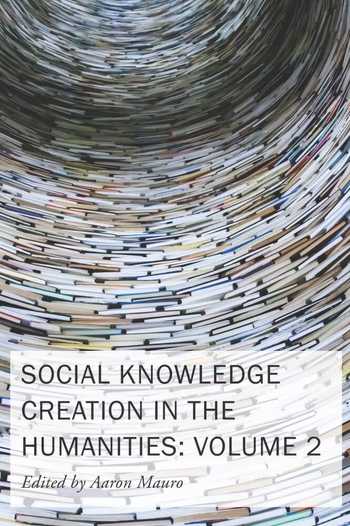 SOCIAL KNOWLEDGE
CREATION IN THE
HUMANITIES: VOLUME 2
Edited by Aaron Mauro